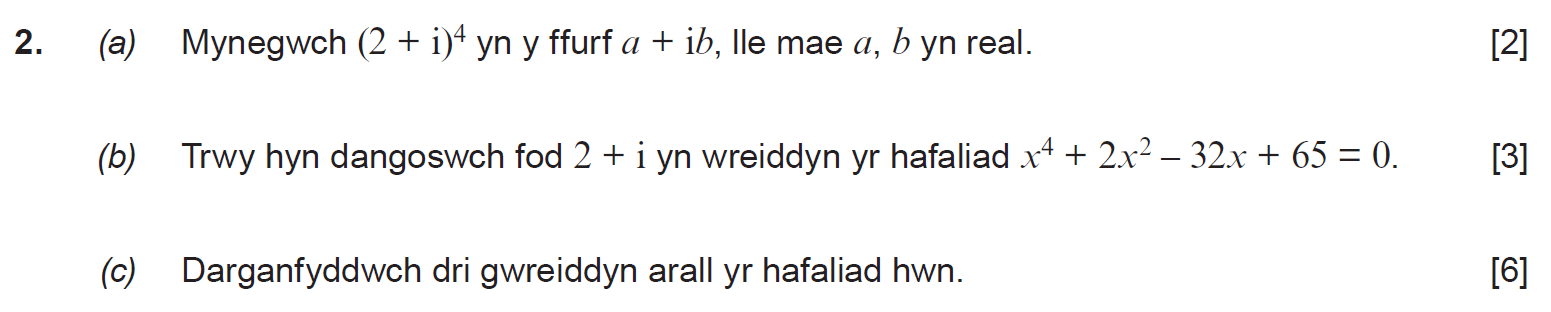 2. (a) Mynegwch (2 + i)⁴ yn y ffurf a + ib, lle mae a, b yn real. [2]
(b) Trwy hyn dangoswch fod 2 + i yn wreiddyn yr hafaliad x⁴ + 2x² – 32x + 65 = 0. [3]
(c) Darganfyddwch dri gwreiddyn arall yr hafaliad hwn. [6]